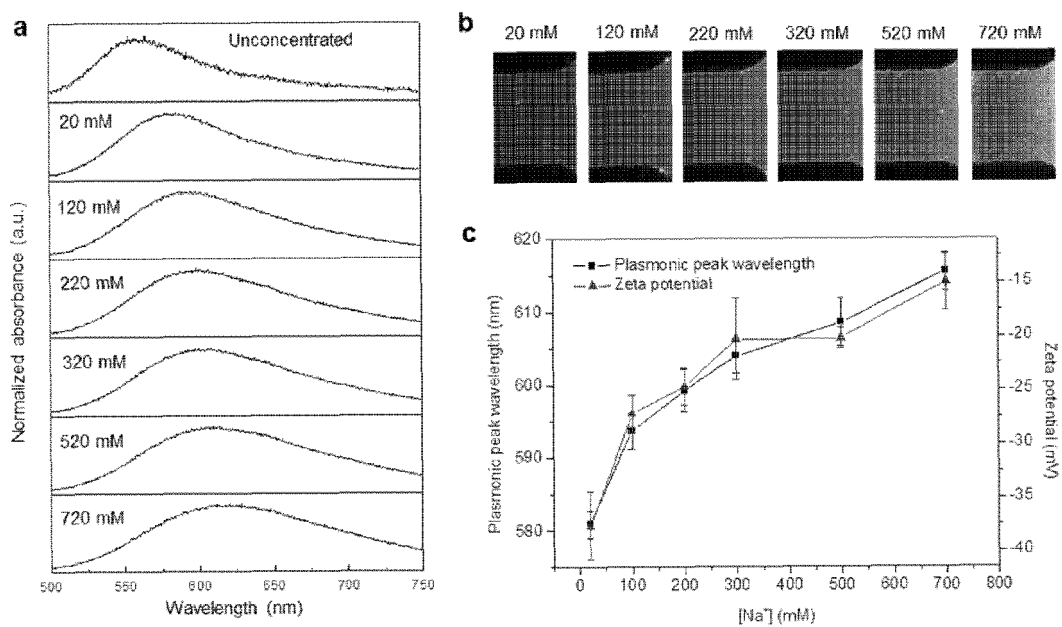 a
Unconcentrated
20 mM
120 mM
220 mM
320 mM
520 mM
720 mM
Normalized absorbance (a.u.)
500 550 600 650 700 750
Wavelength (nm)
b
20 mM 120 mM 220 mM 320 mM 520 mM 720 mM
c
Plasmonic peak wavelength
Zeta potential
620
610
600
590
580
Plasmonic peak wavelength (nm)
-15
-20
-25
-30
-35
-40
Zeta potential (mV)
0 100 200 300 400 500 600 700 800
[Na⁺] (mM)